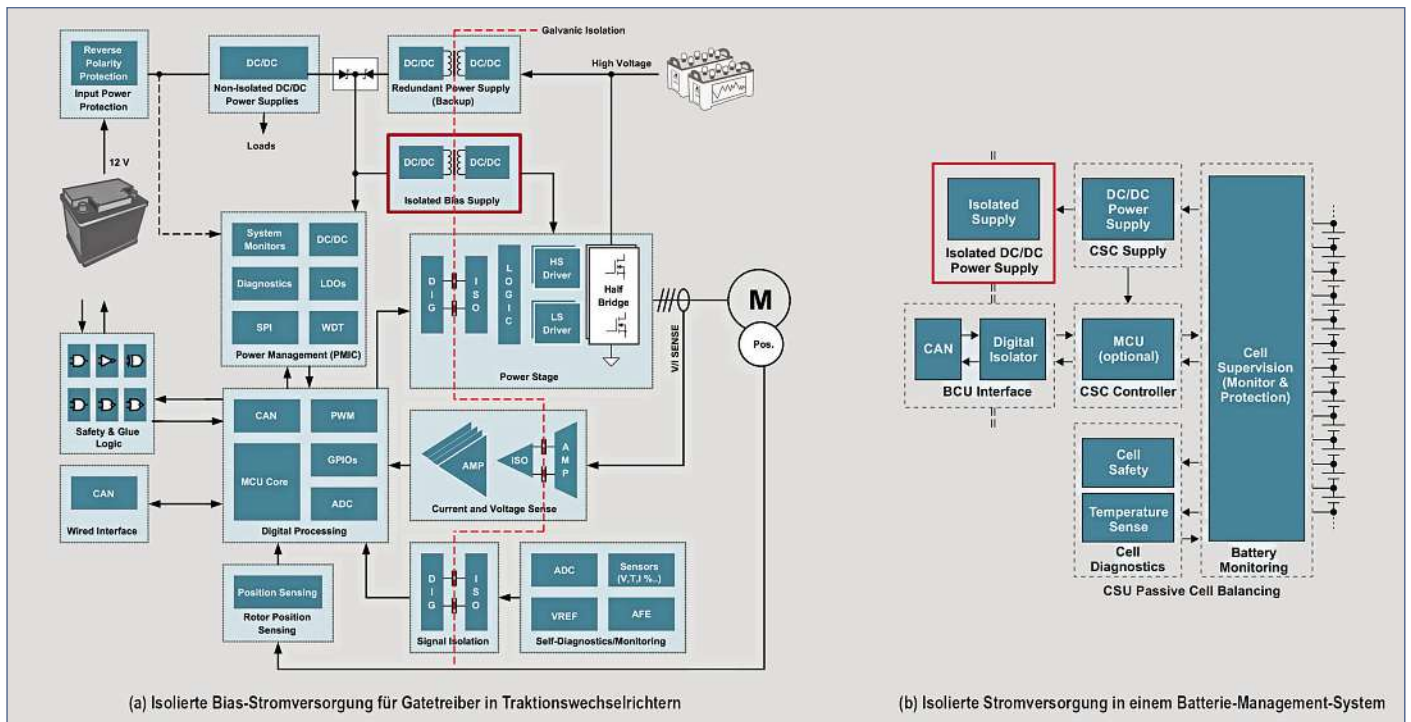 Galvanic Isolation
Reverse
Polarity
Protection
Input Power
Protection
DC/DC
Non-Isolated DC/DC
Power Supplies
Loads
DC/DC
DC/DC
Redundant Power Supply
(Backup)
High Voltage
12 V
DC/DC
DC/DC
Isolated Bias Supply
System
Monitors
DC/DC
Diagnostics
LDOs
SPI
WDT
Power Management (PMIC)
DIG
ISO
LOGIC
HS
Driver
LS
Driver
Half
Bridge
Power Stage
V/I SENSE
M
Pos.
Safety & Glue
Logic
CAN
Wired Interface
CAN
PWM
MCU Core
GPIOs
ADC
Digital Processing
AMP
ISO
AMP
Current and Voltage Sense
Position Sensing
Rotor Position
Sensing
DIG
ISO
Signal Isolation
ADC
Sensors
(V,T,I %..)
VREF
AFE
Self-Diagnostics/Monitoring
(a) Isolierte Bias-Stromversorgung für Gatetreiber in Traktionswechselrichtern
Isolated
Supply
Isolated DC/DC
Power Supply
DC/DC
Power
Supply
CSC Supply
CAN
Digital
Isolator
BCU Interface
MCU
(optional)
CSC Controller
Cell
Supervision
(Monitor &
Protection)
Battery
Monitoring
Cell
Safety
Temperature
Sense
Cell
Diagnostics
CSU Passive Cell Balancing
(b) Isolierte Stromversorgung in einem Batterie-Management-System